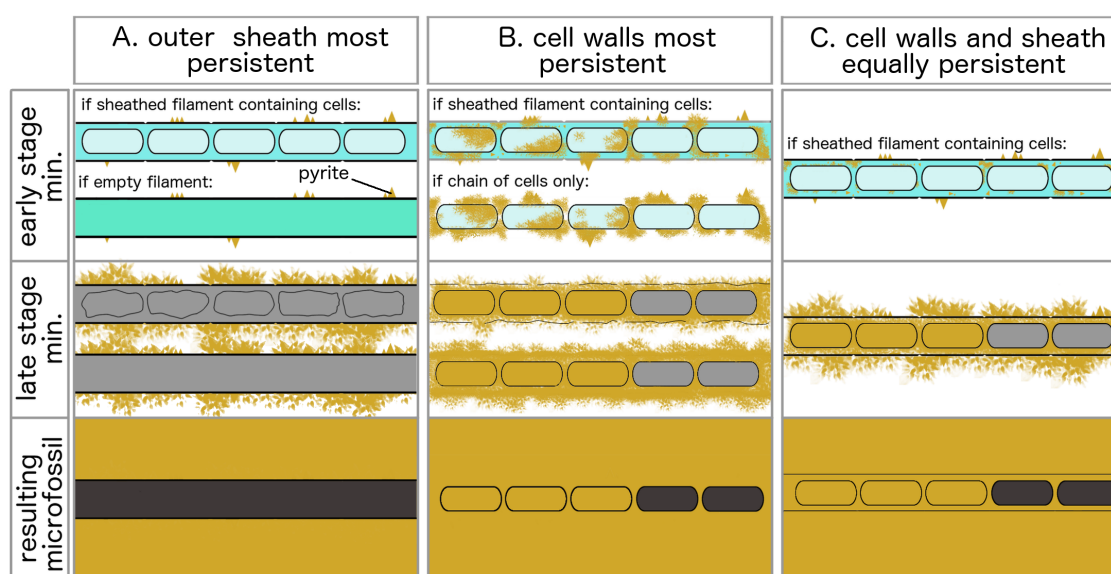 A. outer sheath most
persistent
B. cell walls most
persistent
C. cell walls and sheath
equally persistent
early stage
min.
if sheathed filament containing cells:
if empty filament:
pyrite
if sheathed filament containing cells:
if chain of cells only:
if sheathed filament containing cells:
late stage
min.
resulting
microfossil